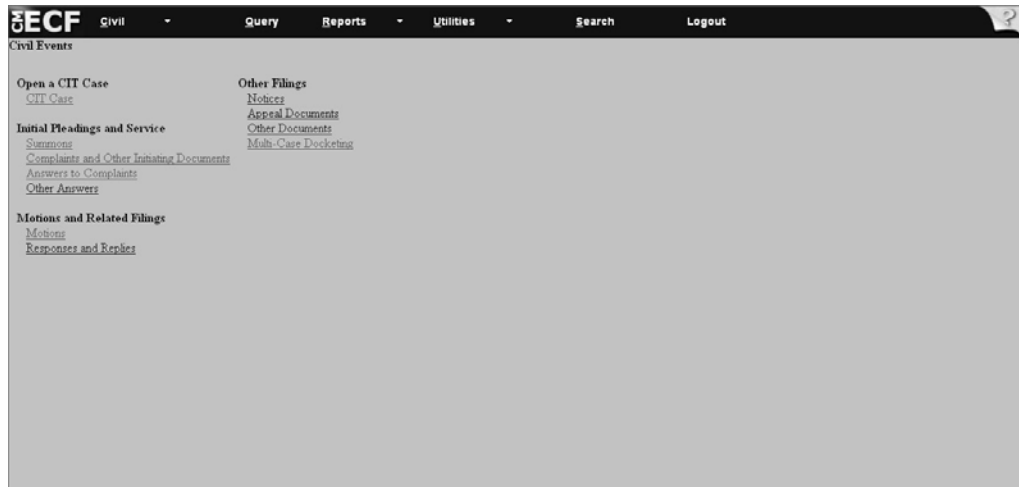 CM ECF Civil Query Reports Utilities Search Logout ?
Civil Events
Open a CIT Case
CIT Case
Initial Pleadings and Service
Summons
Complaints and Other Initiating Documents
Answers to Complaints
Other Answers
Motions and Related Filings
Motions
Responses and Replies
Other Filings
Notices
Appeal Documents
Other Documents
Multi-Case Docketing